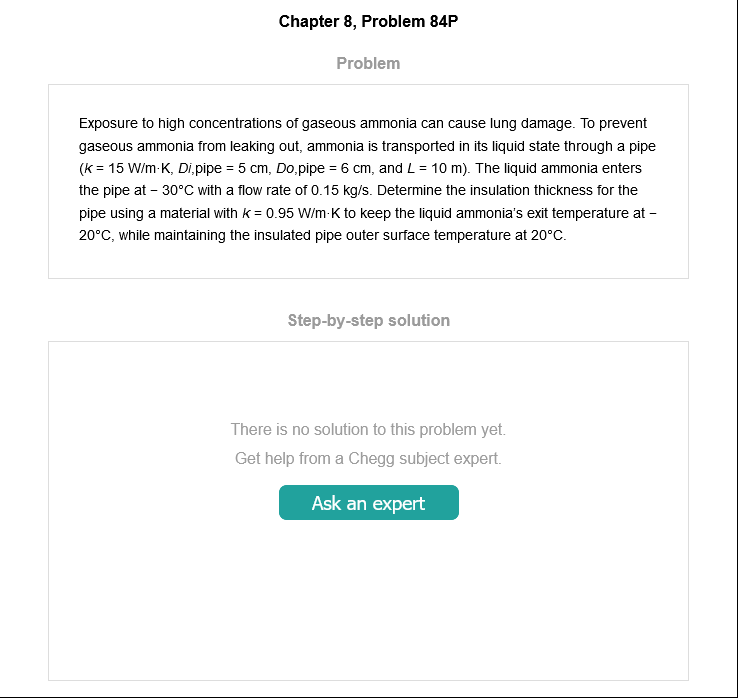 Chapter 8, Problem 84P
Problem
Exposure to high concentrations of gaseous ammonia can cause lung damage. To prevent
gaseous ammonia from leaking out, ammonia is transported in its liquid state through a pipe
(k = 15 W/m·K, Di,pipe = 5 cm, Do,pipe = 6 cm, and L = 10 m). The liquid ammonia enters
the pipe at − 30°C with a flow rate of 0.15 kg/s. Determine the insulation thickness for the
pipe using a material with k = 0.95 W/m·K to keep the liquid ammonia's exit temperature at −
20°C, while maintaining the insulated pipe outer surface temperature at 20°C.
Step-by-step solution
There is no solution to this problem yet.
Get help from a Chegg subject expert.
Ask an expert